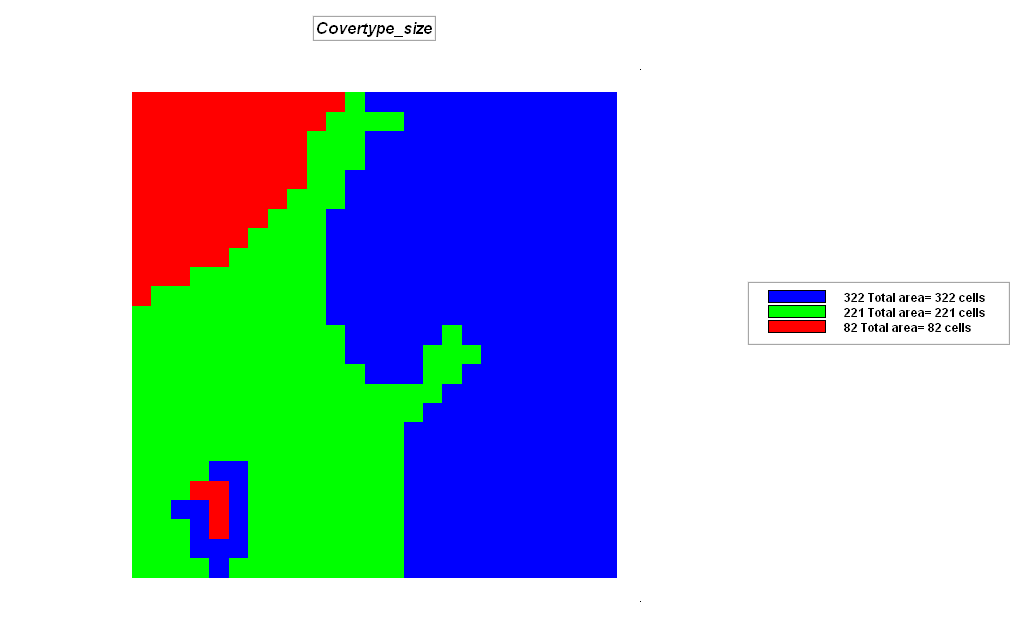 Covertype_size
322 Total area= 322 cells
221 Total area= 221 cells
82 Total area= 82 cells